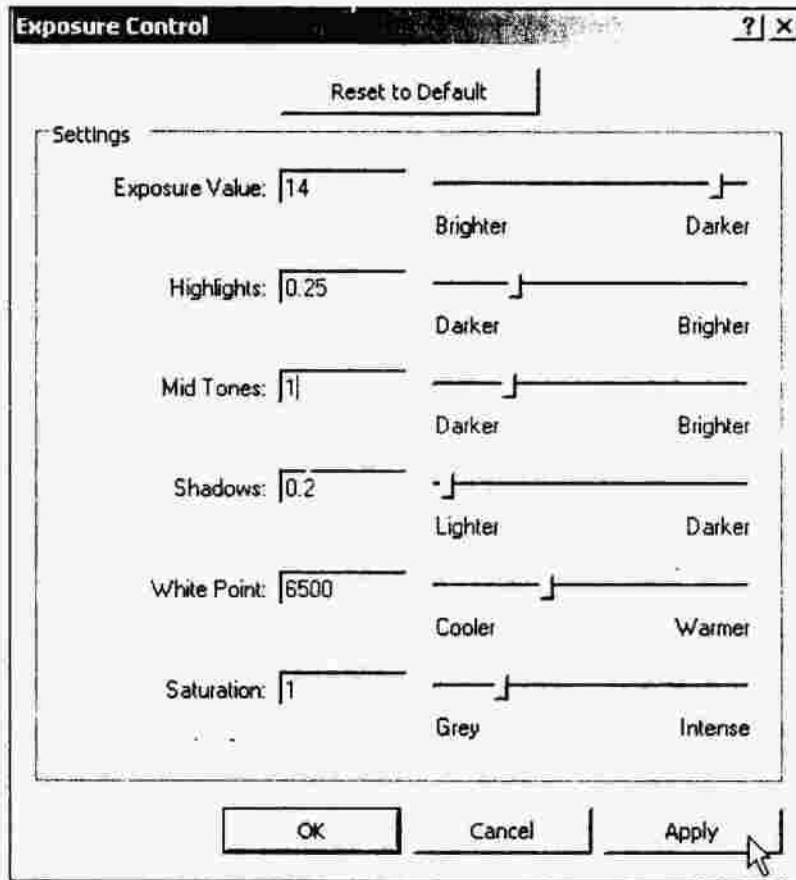 Exposure Control ? ×
Reset to Default
Settings
Exposure Value: 14
Brighter Darker
Highlights: 0.25
Darker Brighter
Mid Tones: 1
Darker Brighter
Shadows: 0.2
Lighter Darker
White Point: 6500
Cooler Warmer
Saturation: 1
Grey Intense
OK Cancel Apply